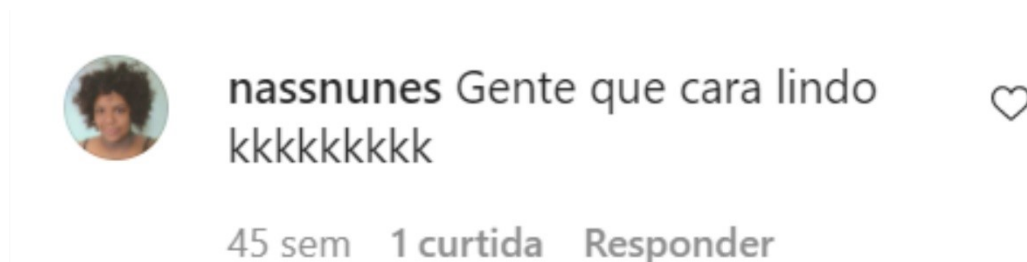 nassnunes Gente que cara lindo
kkkkkkkkk
45 sem 1 curtida Responder